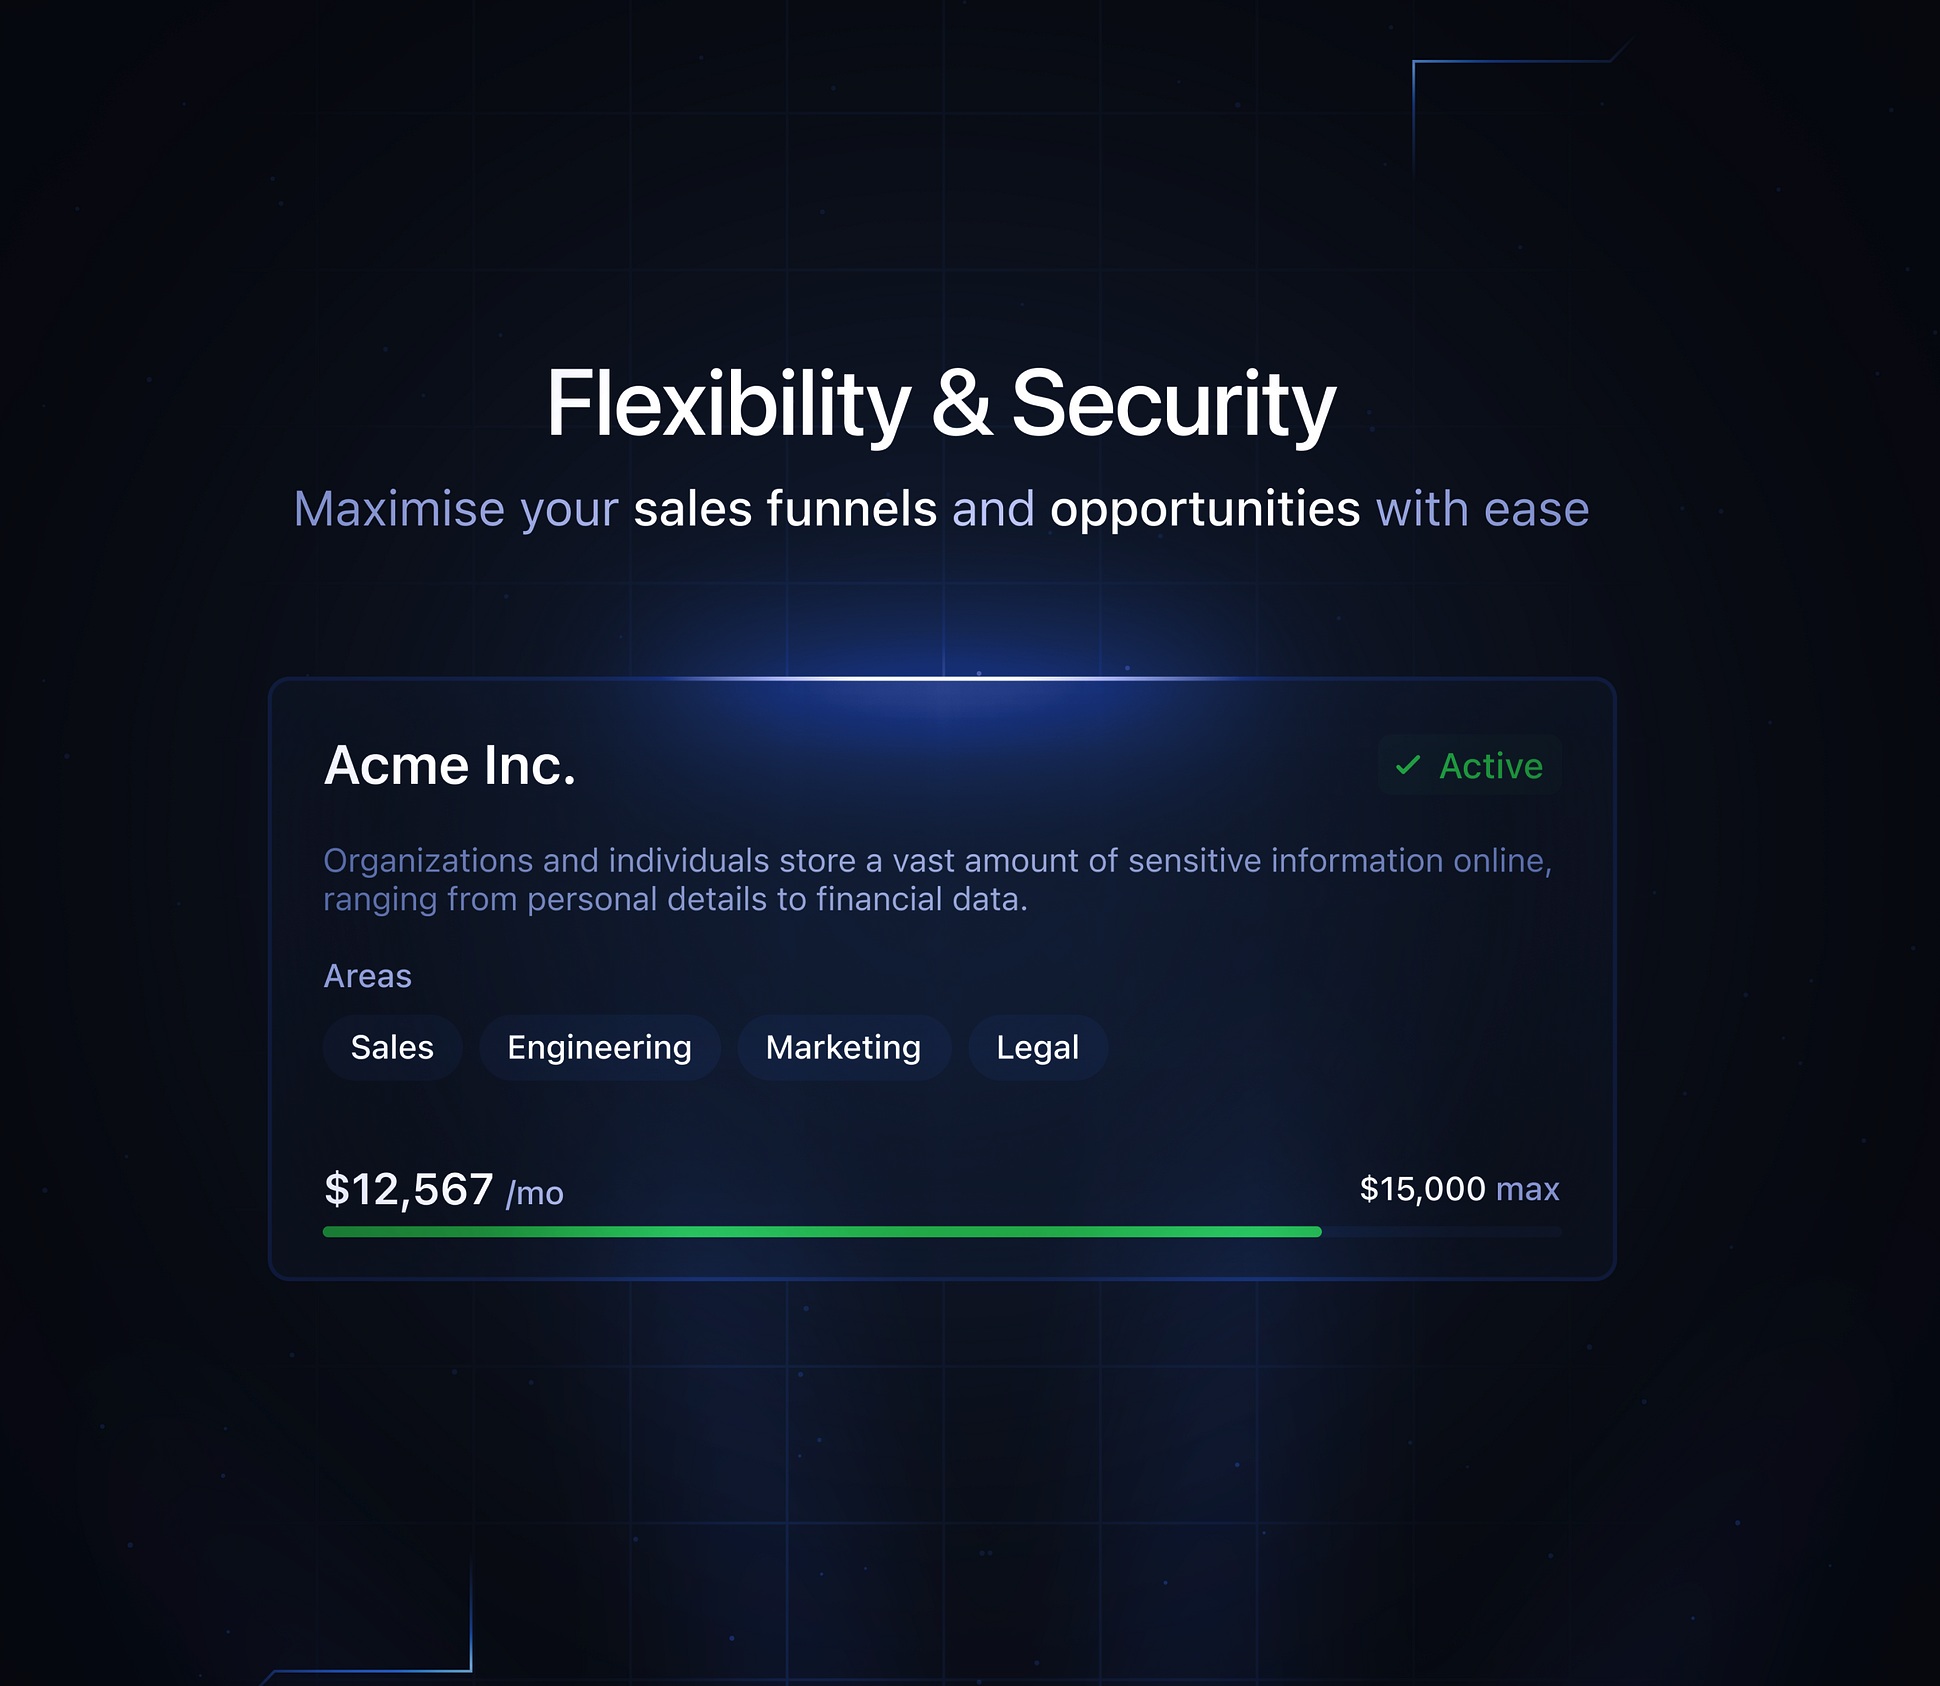 Flexibility & Security
Maximise your sales funnels and opportunities with ease
Acme Inc.
Active
Organizations and individuals store a vast amount of sensitive information online,
ranging from personal details to financial data.
Areas
Sales Engineering Marketing Legal
$12,567 /mo
$15,000 max